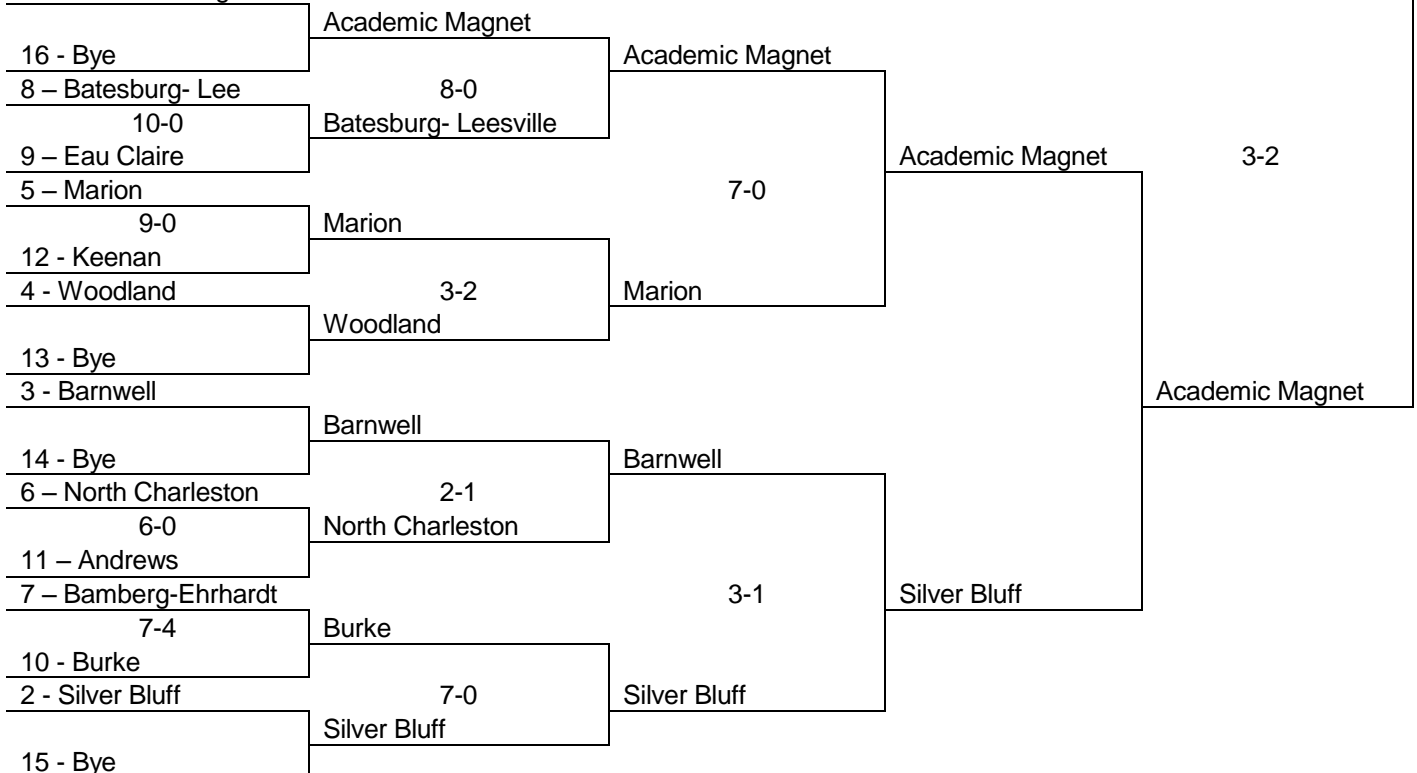 Academic Magnet
16 - Bye
Academic Magnet
8 – Batesburg- Lee
8-0
10-0
Batesburg- Leesville
9 – Eau Claire
Academic Magnet
3-2
5 – Marion
7-0
9-0
Marion
12 - Keenan
4 - Woodland
3-2
Marion
Woodland
13 - Bye
3 - Barnwell
Academic Magnet
Barnwell
14 - Bye
Barnwell
6 – North Charleston
2-1
6-0
North Charleston
11 – Andrews
7 – Bamberg-Ehrhardt
3-1
Silver Bluff
7-4
Burke
10 - Burke
2 - Silver Bluff
7-0
Silver Bluff
Silver Bluff
15 - Bye